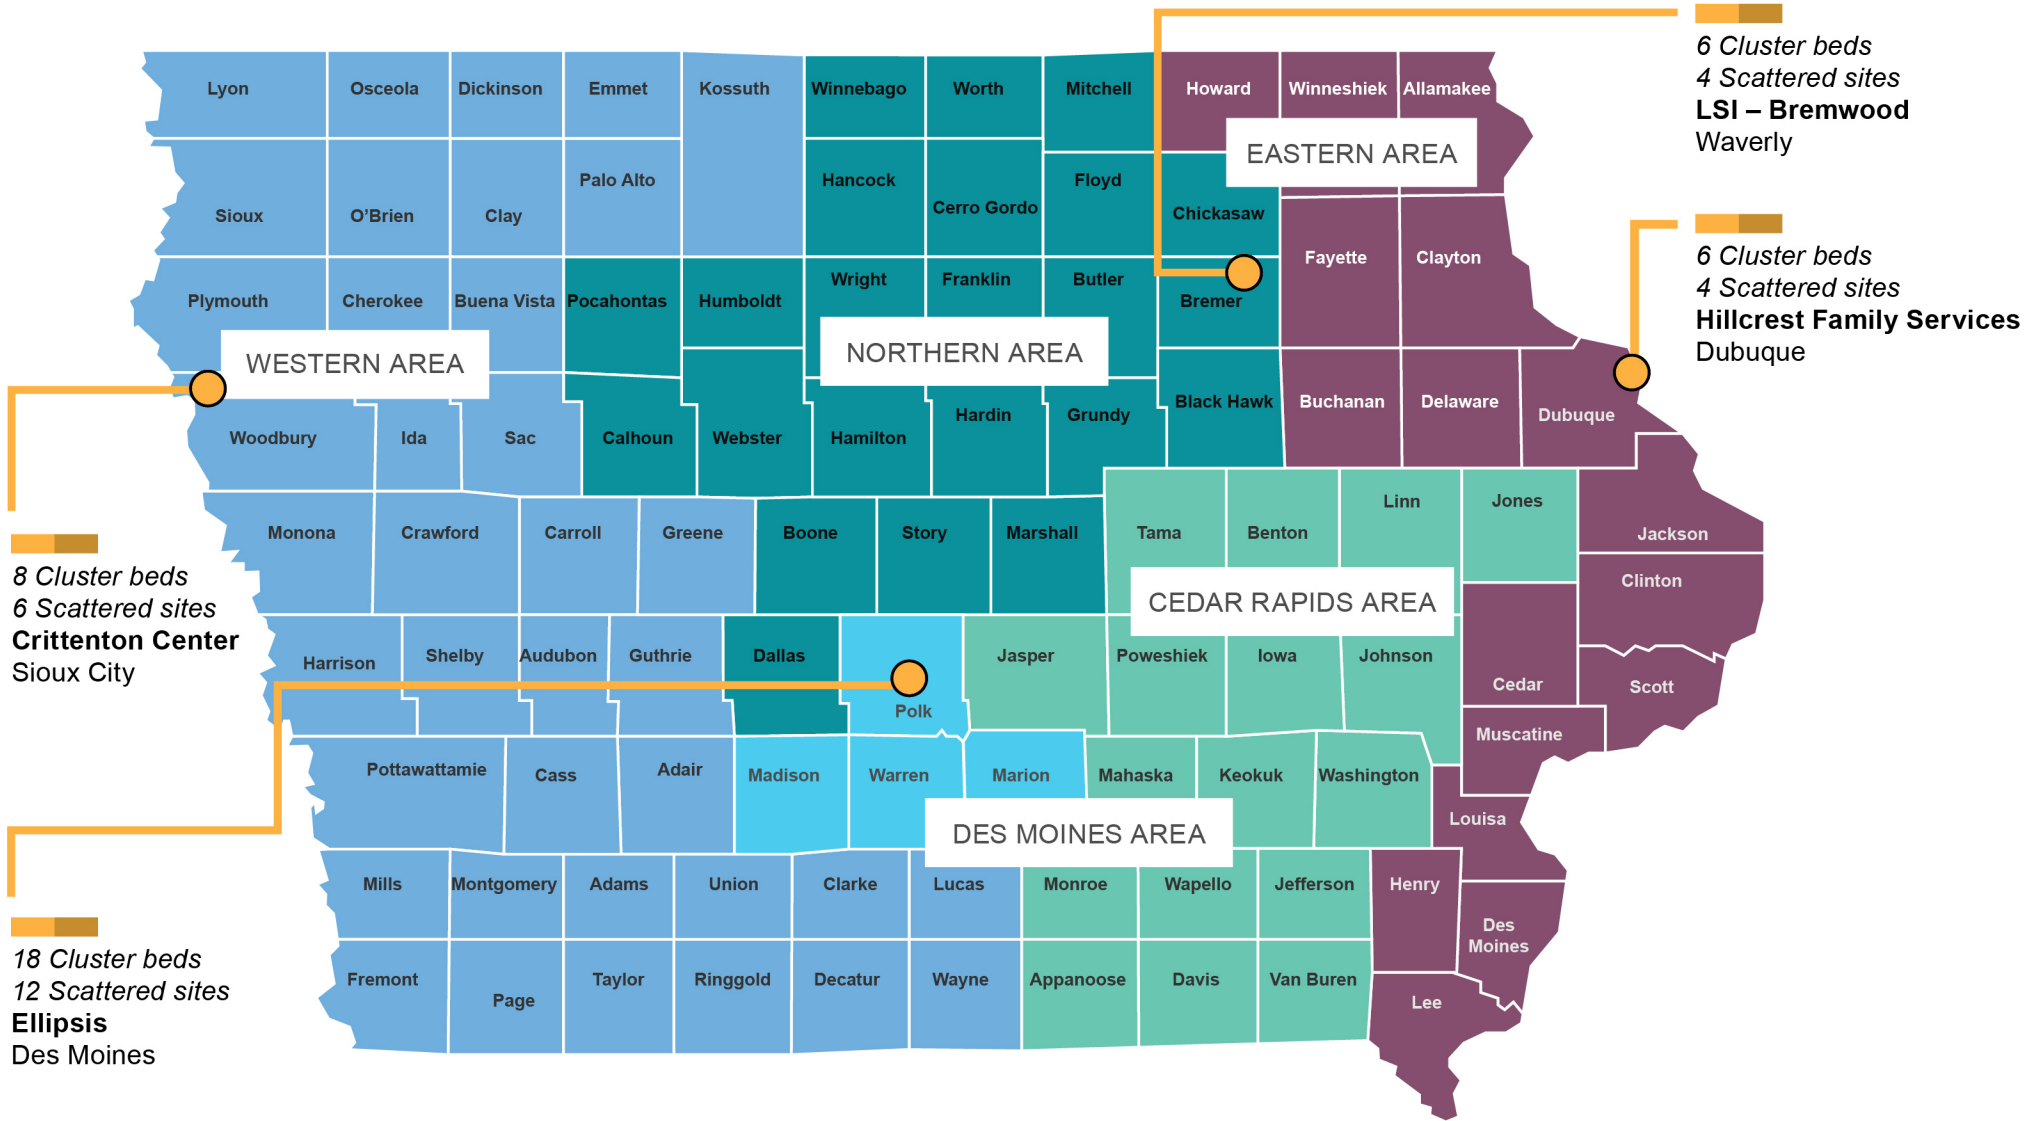 6 Cluster beds
4 Scattered sites
LSI – Bremwood
Waverly
6 Cluster beds
4 Scattered sites
Hillcrest Family Services
Dubuque
8 Cluster beds
6 Scattered sites
Crittenton Center
Sioux City
18 Cluster beds
12 Scattered sites
Ellipsis
Des Moines
Lyon
Osceola
Dickinson
Emmet
Kossuth
Winnebago
Worth
Mitchell
Howard
Winneshiek
Allamakee
EASTERN AREA
Sioux
O’Brien
Clay
Palo Alto
Hancock
Cerro Gordo
Floyd
Chickasaw
Fayette
Clayton
Plymouth
Cherokee
Buena Vista
Pocahontas
Humboldt
Wright
Franklin
Butler
Bremer
WESTERN AREA
NORTHERN AREA
Woodbury
Ida
Sac
Calhoun
Webster
Hamilton
Hardin
Grundy
Black Hawk
Buchanan
Delaware
Dubuque
Monona
Crawford
Carroll
Greene
Boone
Story
Marshall
Tama
Benton
Linn
Jones
Jackson
Clinton
CEDAR RAPIDS AREA
Harrison
Shelby
Audubon
Guthrie
Dallas
Polk
Jasper
Poweshiek
Iowa
Johnson
Cedar
Scott
Muscatine
Pottawattamie
Cass
Adair
Madison
Warren
Marion
Mahaska
Keokuk
Washington
Louisa
DES MOINES AREA
Mills
Montgomery
Adams
Union
Clarke
Lucas
Monroe
Wapello
Jefferson
Henry
Des
Moines
Fremont
Page
Taylor
Ringgold
Decatur
Wayne
Appanoose
Davis
Van Buren
Lee